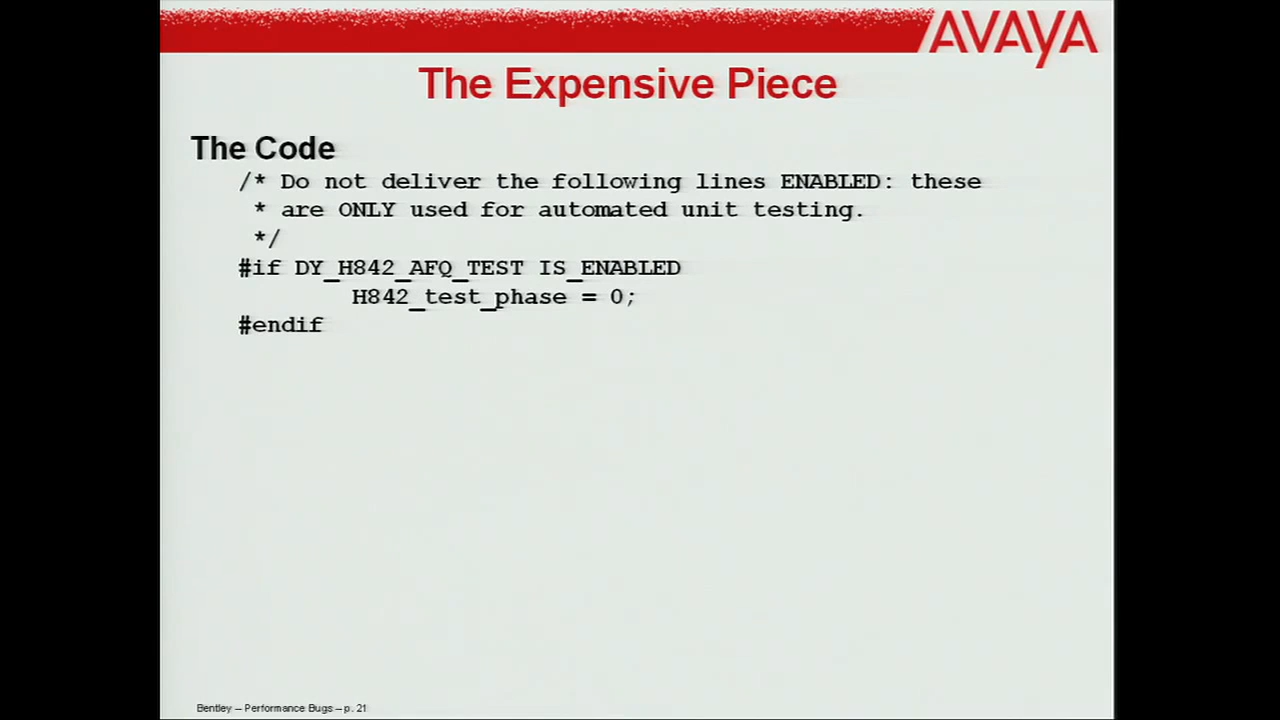 AVAYA
The Expensive Piece
The Code
/* Do not deliver the following lines ENABLED: these
* are ONLY used for automated unit testing.
*/
#if DY_H842_AFQ_TEST IS_ENABLED
H842_test_phase = 0;
#endif
Bentley – Performance Bugs – p. 21